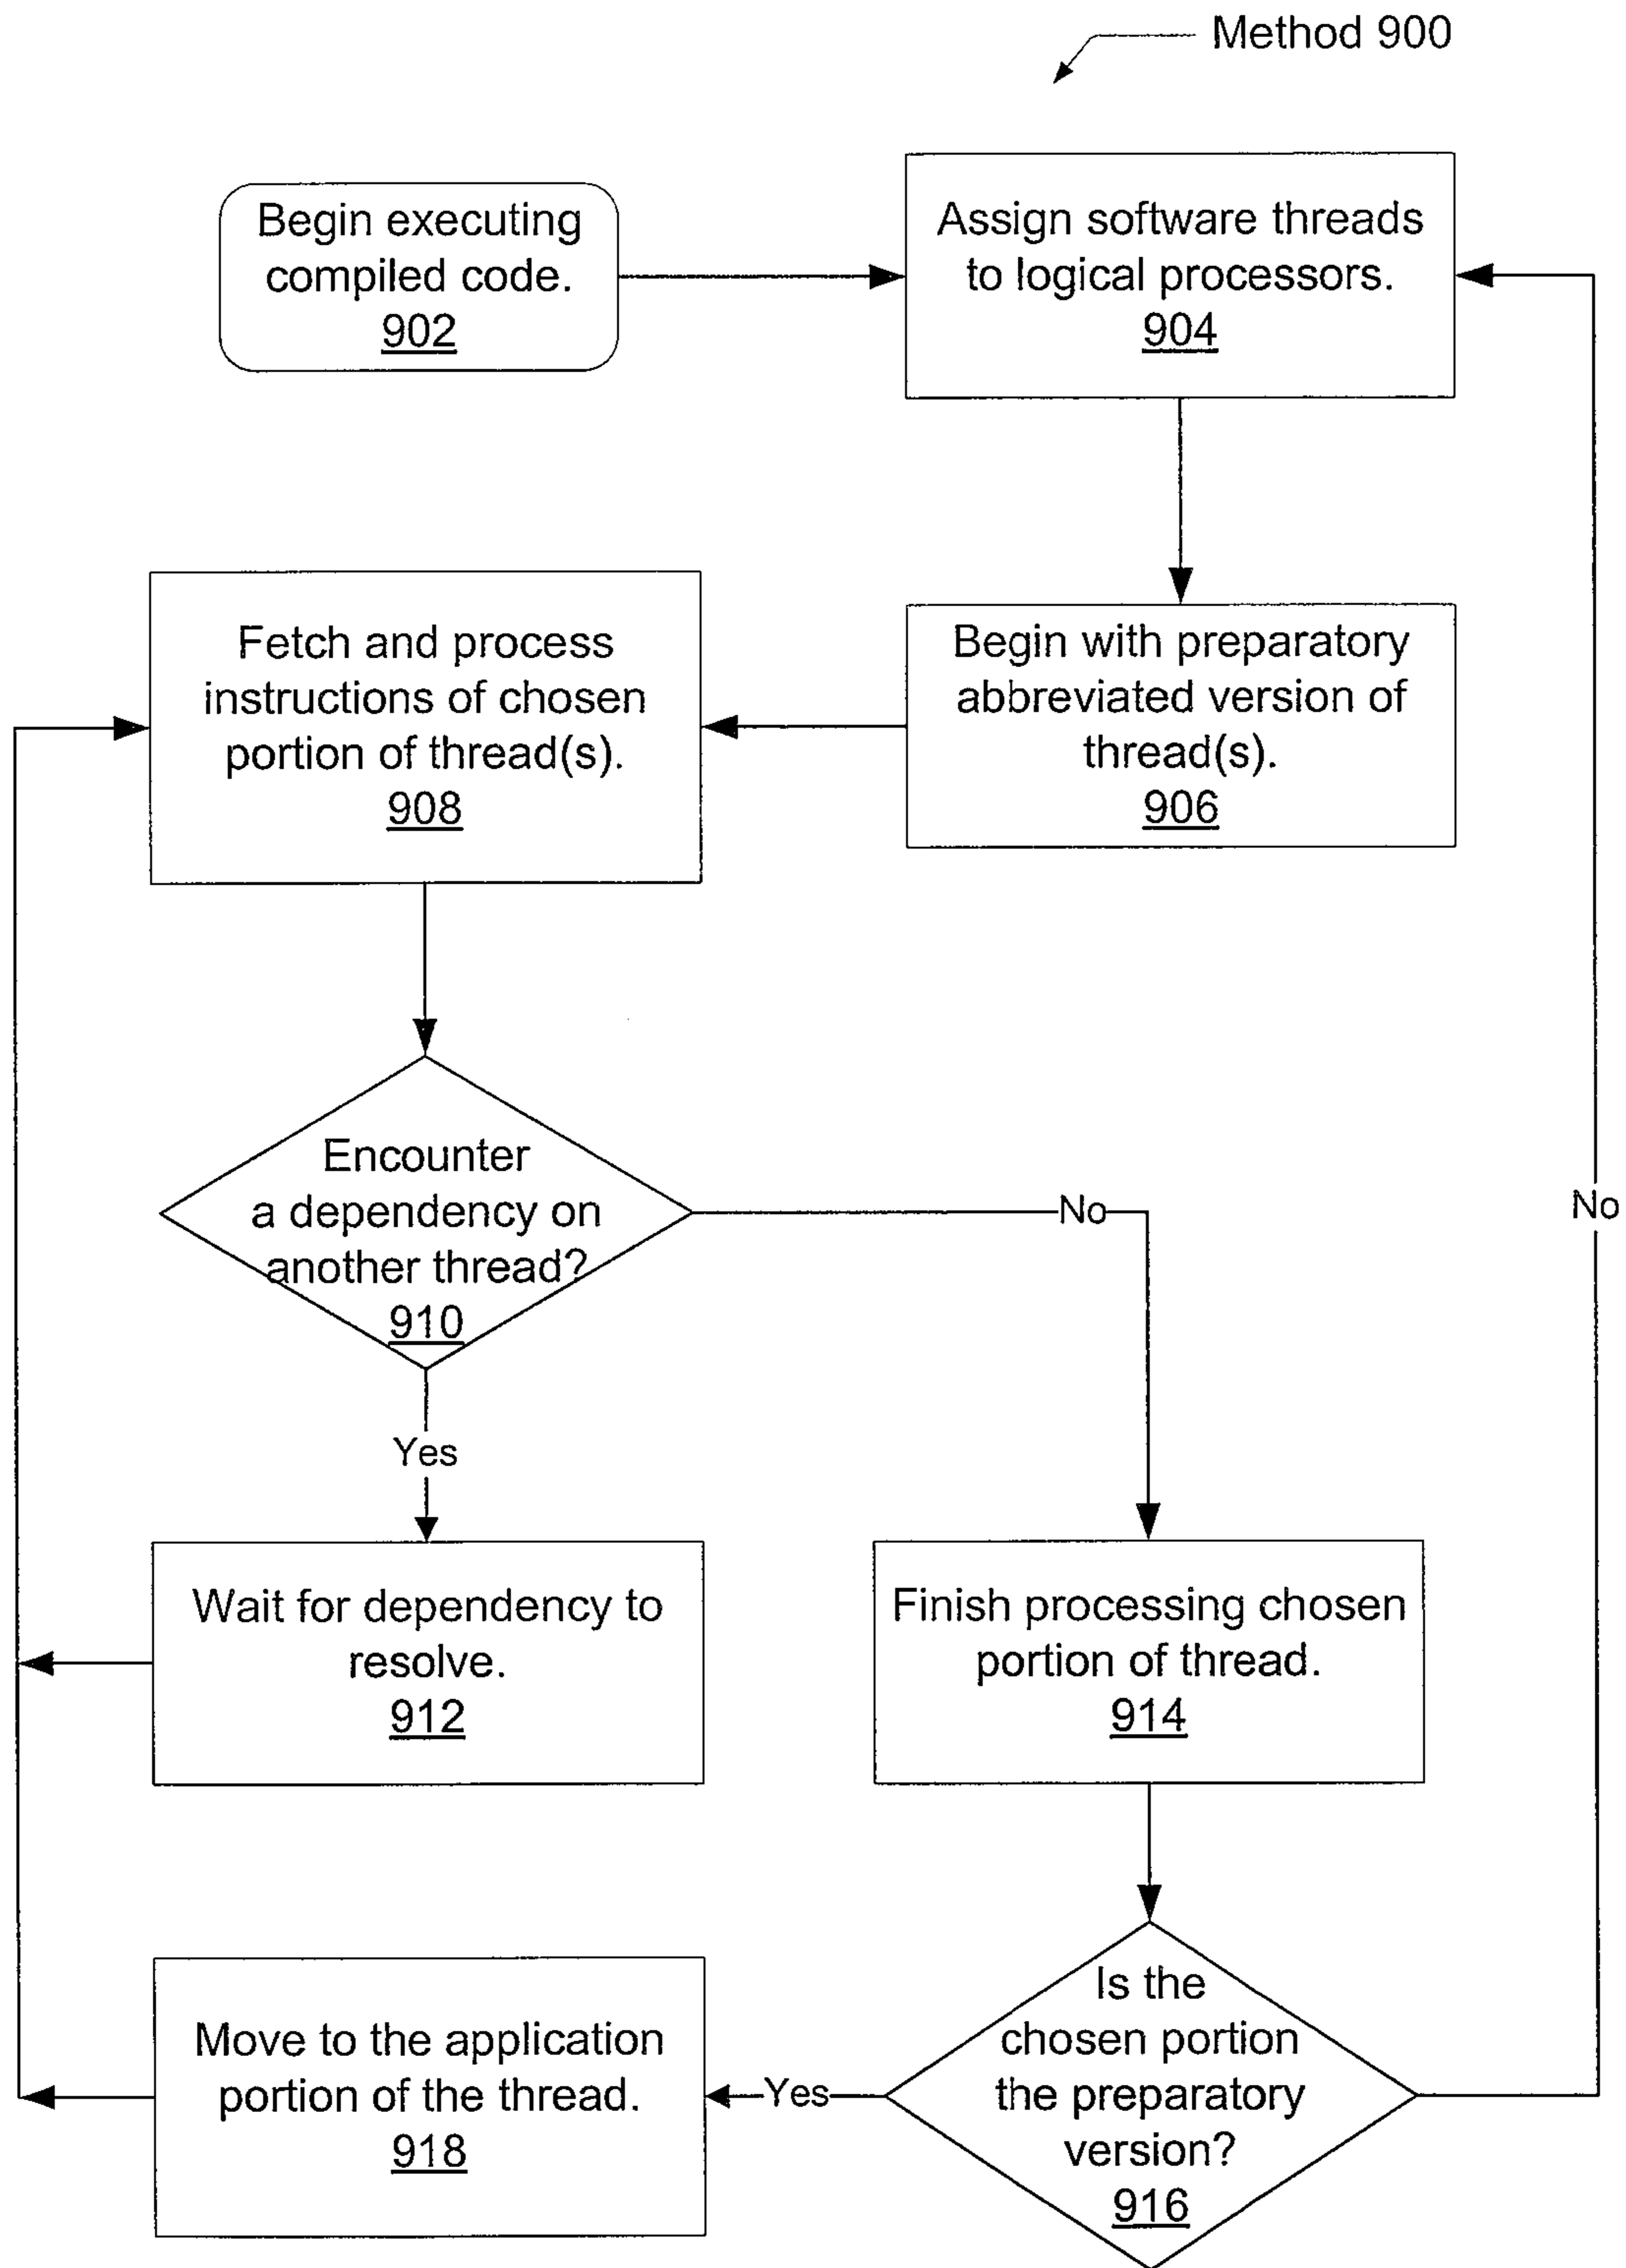 Method 900
Begin executing
compiled code.
902
Assign software threads
to logical processors.
904
Fetch and process
instructions of chosen
portion of thread(s).
908
Begin with preparatory
abbreviated version of
thread(s).
906
Encounter
a dependency on
another thread?
910
No
No
Yes
Wait for dependency to
resolve.
912
Finish processing chosen
portion of thread.
914
Move to the application
portion of the thread.
918
Yes
Is the
chosen portion
the preparatory
version?
916